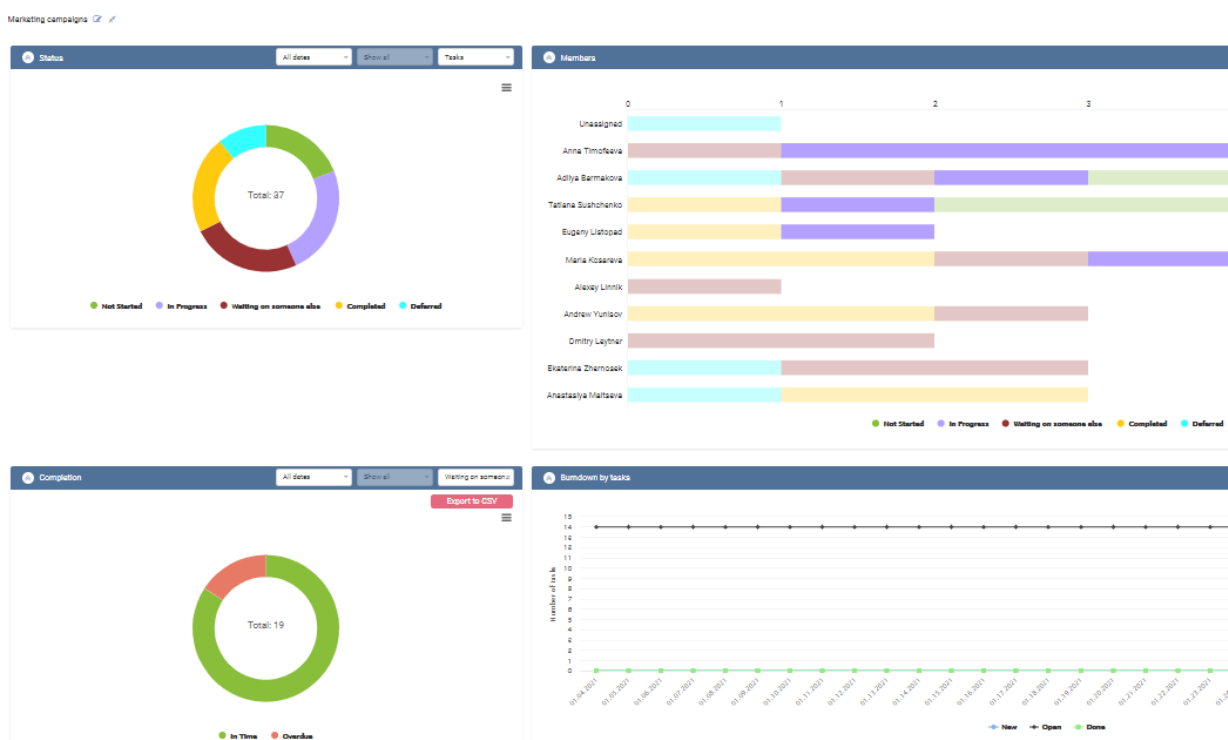 Marketing campaigns
Status
All dates
Show all
Tasks
Total: 37
Not Started
In Progress
Waiting on someone else
Completed
Deferred
Members
0 1 2 3
Unassigned
Anna Timofeeva
Adliya Barmakova
Tatiana Sushchenko
Eugeny Listopad
Maria Kosareva
Alexey Linnik
Andrew Yunisov
Dmitry Leytner
Ekaterina Zhernosek
Anastasiya Maltseva
Not Started
In Progress
Waiting on someone else
Completed
Deferred
Completion
All dates
Show all
Waiting on someon
Export to CSV
Total: 19
In Time
Overdue
Burndown by tasks
Number of tasks
15
14
13
12
11
10
9
8
7
6
5
4
3
2
1
0
01.04.2021
01.05.2021
01.06.2021
01.07.2021
01.08.2021
01.09.2021
01.10.2021
01.11.2021
01.12.2021
01.13.2021
01.14.2021
01.15.2021
01.16.2021
01.17.2021
01.18.2021
01.19.2021
01.20.2021
01.21.2021
01.22.2021
01.23.2021
New
Open
Done